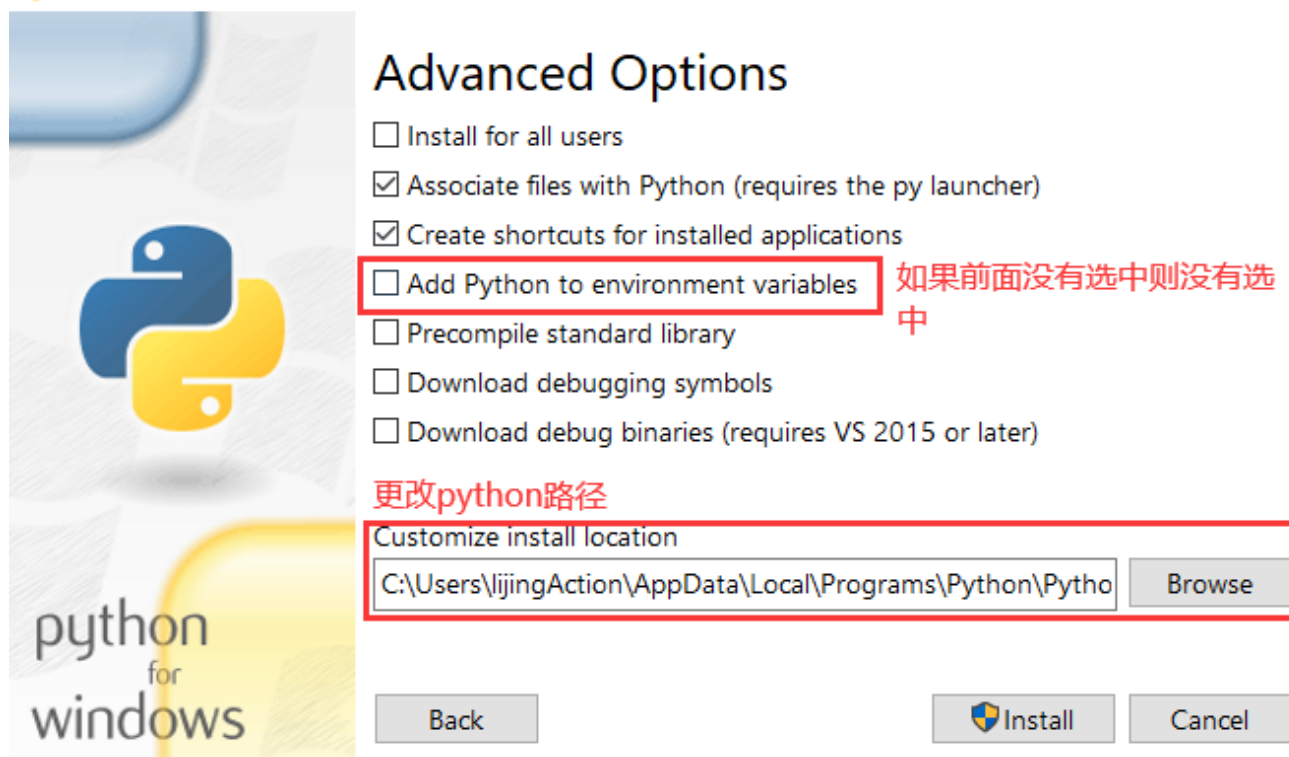 Advanced Options
Install for all users
Associate files with Python (requires the py launcher)
Create shortcuts for installed applications
Add Python to environment variables
如果前面没有选中则没有选
中
Precompile standard library
Download debugging symbols
Download debug binaries (requires VS 2015 or later)
更改python路径
Customize install location
C:\Users\lijingAction\AppData\Local\Programs\Python\Pytho
Browse
python
for
windows
Back
Install
Cancel